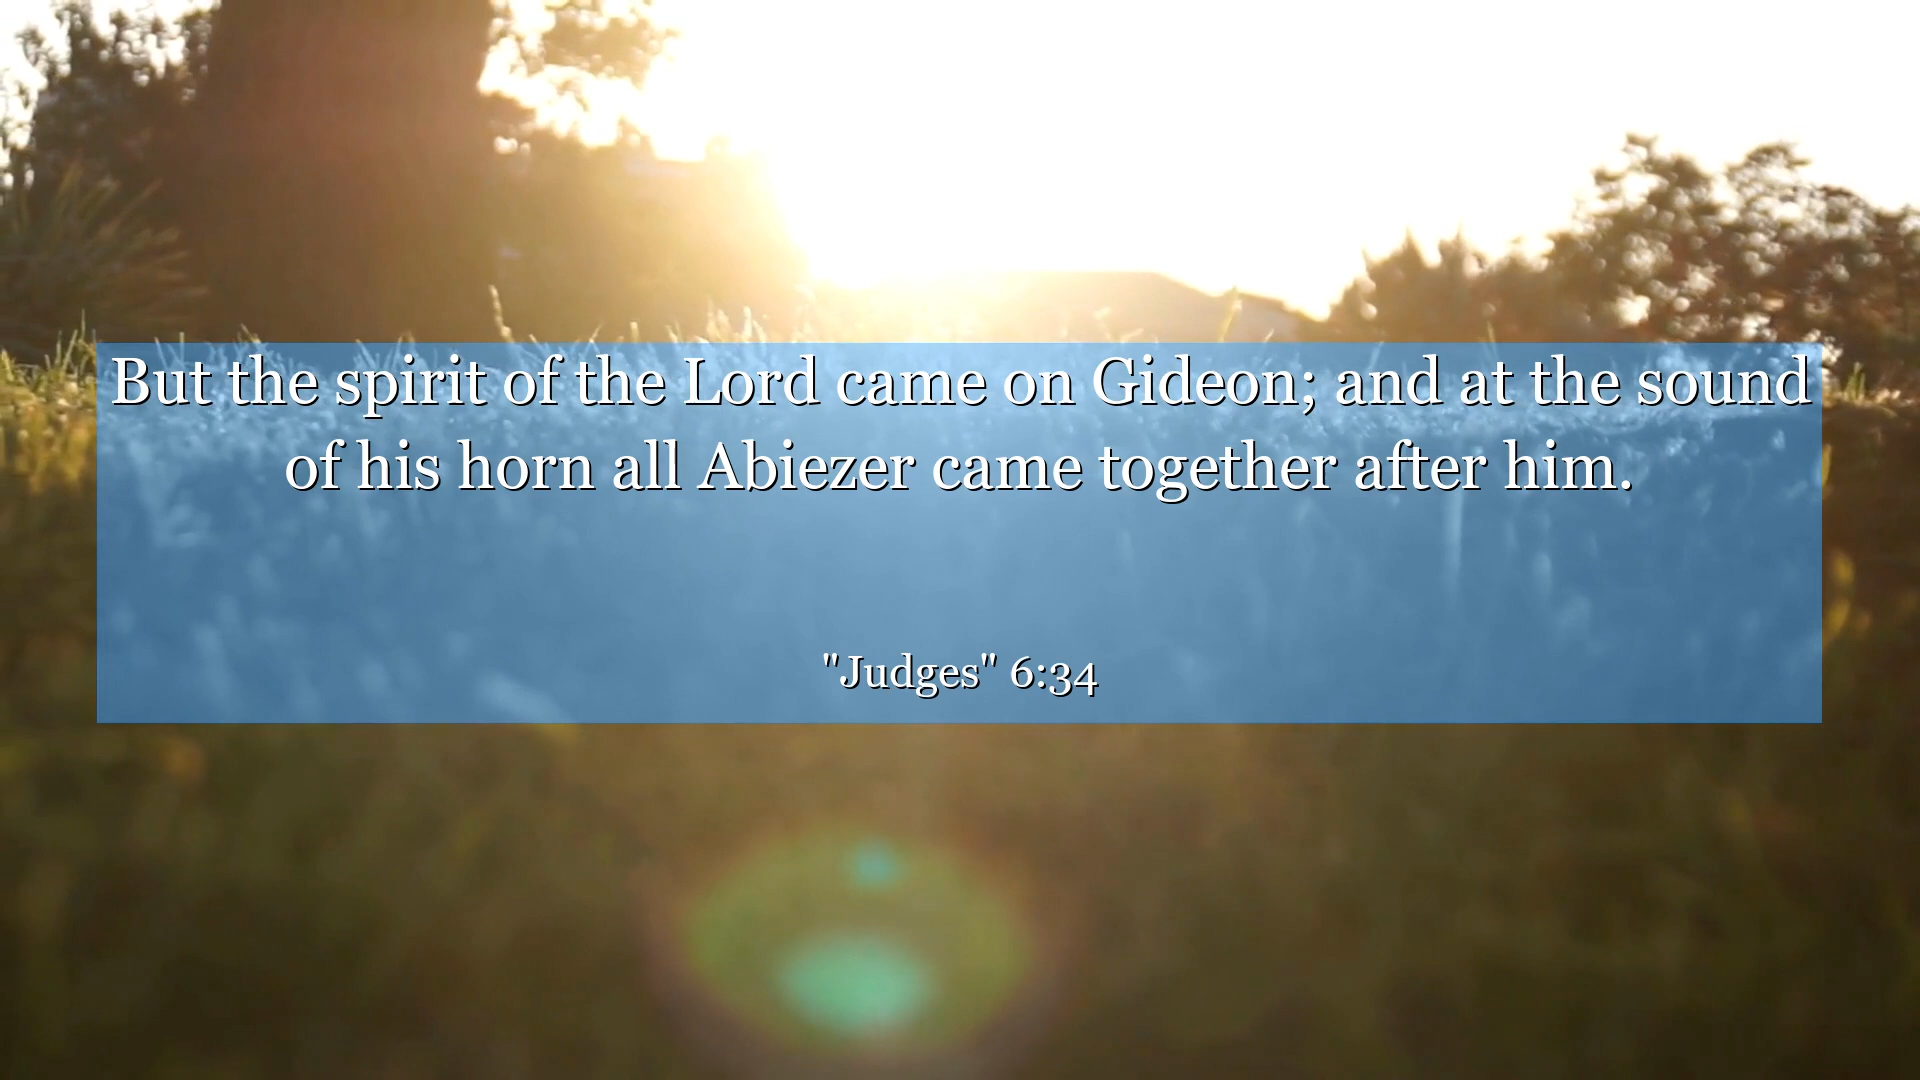 But the spirit of the Lord came on Gideon; and at the sound
of his horn all Abiezer came together after him.
"Judges" 6:34